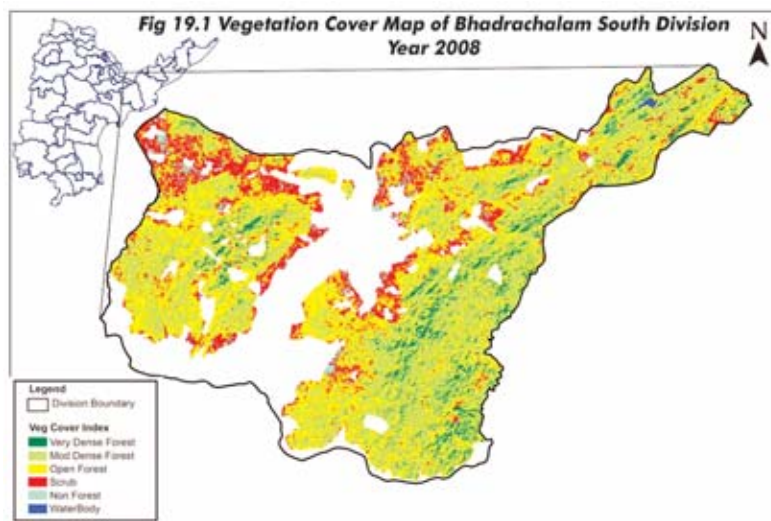 Fig 19.1 Vegetation Cover Map of Bhadrachalam South Division
Year 2008
N
Legend
Division Boundary
Veg Cover Index
Very Dense Forest
Mod Dense Forest
Open Forest
Scrub
Non Forest
WaterBody